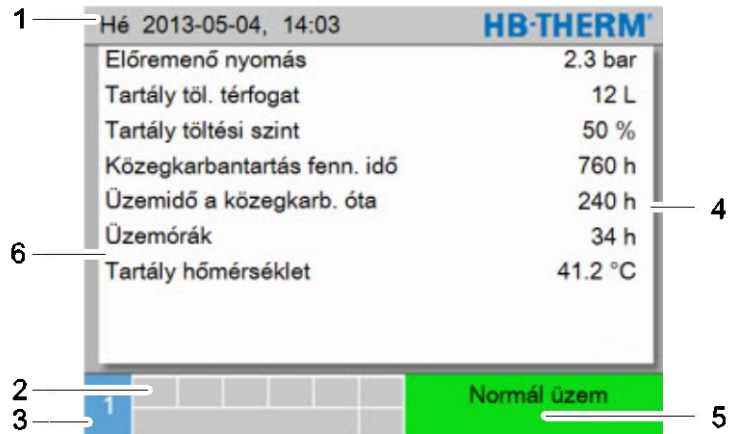 1 Hé 2013-05-04, 14:03 HB-THERM
Előremenő nyomás 2.3 bar
Tartály töl. térfogat 12 L
Tartály töltési szint 50 %
Közegkarbantartás fenn. idő 760 h
Üzemidő a közegkarb. óta 240 h 4
Üzemórák 34 h
6
Tartály hőmérséklet 41.2 °C
2
1 Normál üzem
3 5